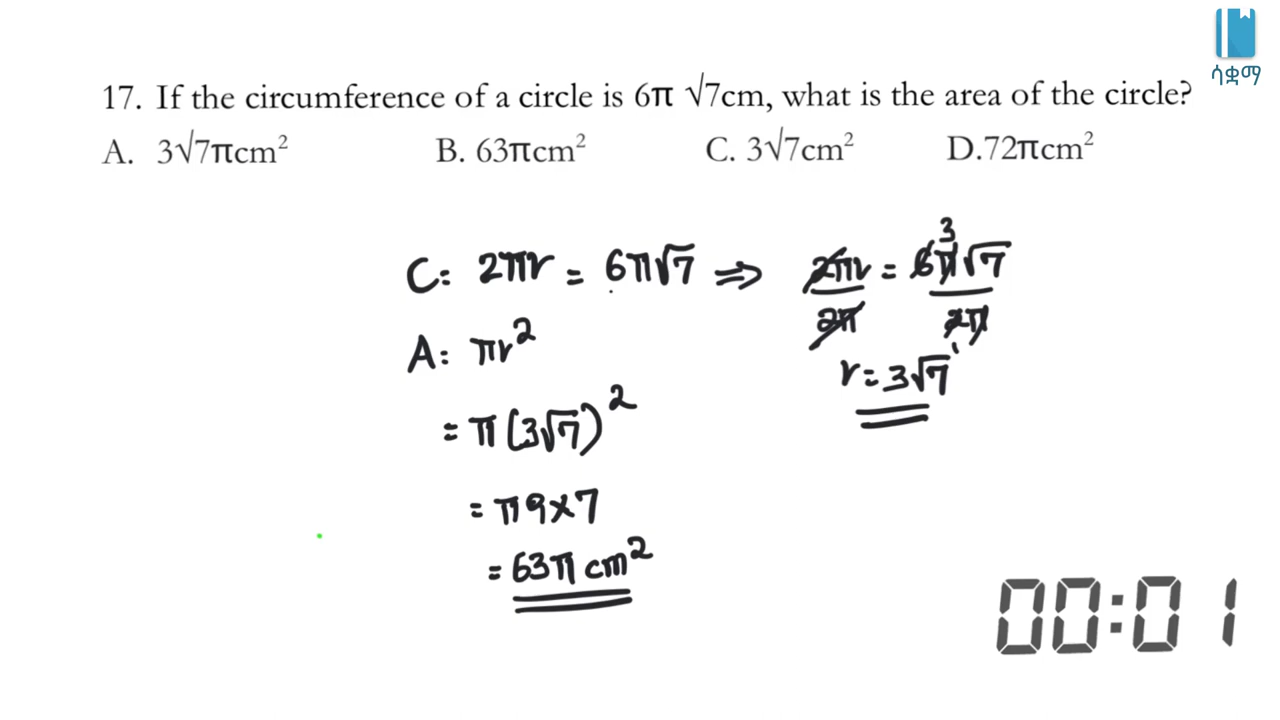 ሳቋማ
17. If the circumference of a circle is 6π √7cm, what is the area of the circle?
A. 3√7πcm² B. 63πcm² C. 3√7cm² D.72πcm²
C= 2πr = 6π√7 ⇒ 2πr/2π = 6π√7/2π
3
1
A= πr²
r=3√7
= π(3√7)²
= π9×7
= 63π cm²
00:01